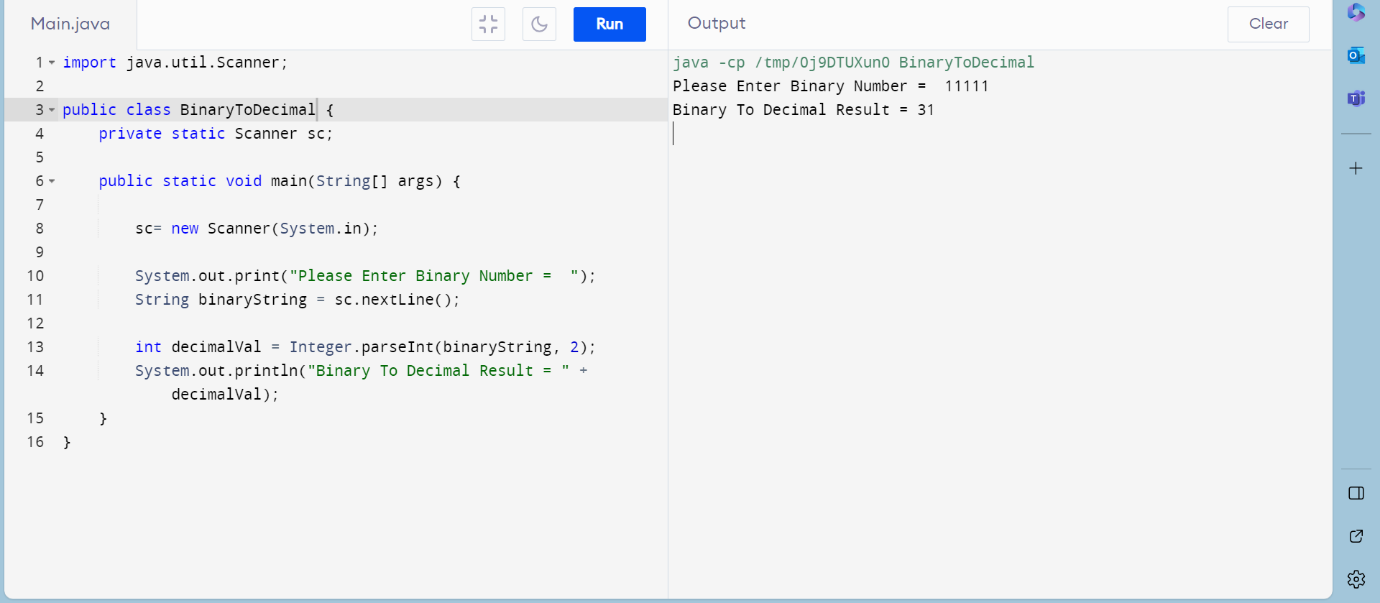 Main.java
Run
1 import java.util.Scanner;
2
3 public class BinaryToDecimal {
4     private static Scanner sc;
5
6     public static void main(String[] args) {
7
8         sc= new Scanner(System.in);
9
10         System.out.print("Please Enter Binary Number =  ");
11         String binaryString = sc.nextLine();
12
13         int decimalVal = Integer.parseInt(binaryString, 2);
14         System.out.println("Binary To Decimal Result = " +
            decimalVal);
15     }
16 }
Output
Clear
java -cp /tmp/Oj9DTUXunO BinaryToDecimal
Please Enter Binary Number =  11111
Binary To Decimal Result = 31